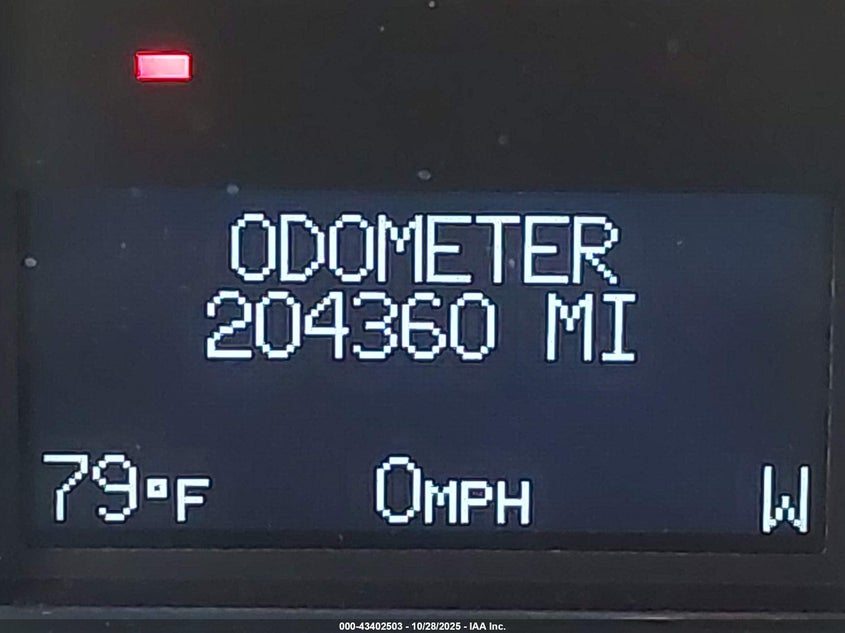 ODOMETER
204360 MI
79°F 0MPH W
000-43402503 - 10/28/2025 - IAA Inc.